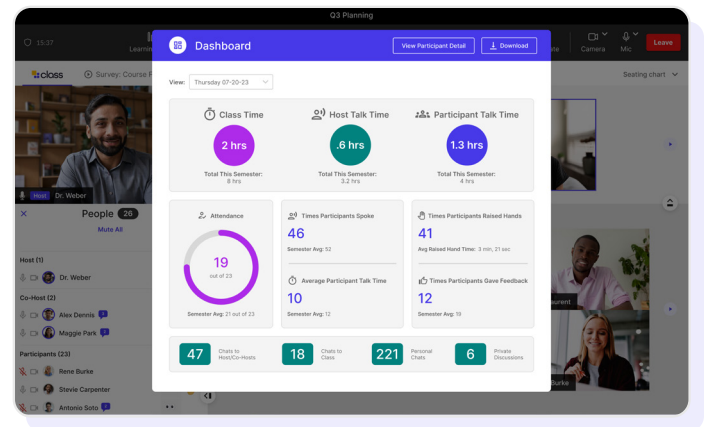 Q3 Planning
15:37
Learnin
Camera
Mic
Leave
class
Survey: Course F
Seating chart
Dashboard
View Participant Detail
Download
View:
Thursday 07-20-23
Class Time
2 hrs
Total This Semester:
8 hrs
Host Talk Time
.6 hrs
Total This Semester:
3.2 hrs
Participant Talk Time
1.3 hrs
Total This Semester:
4 hrs
Attendance
19
out of 23
Semester Avg: 21 out of 23
Times Participants Spoke
46
Semester Avg: 52
Average Participant Talk Time
10
Semester Avg: 12
Times Participants Raised Hands
41
Avg Raised Hand Time: 3 min, 21 sec
Times Participants Gave Feedback
12
Semester Avg: 19
47
Chats to
Host/Co-Hosts
18
Chats to
Class
221
Personal
Chats
6
Private
Discussions
Host
Dr. Weber
People 26
Mute All
Host (1)
Dr. Weber
Co-Host (2)
Alex Dennis
Maggie Park
Participants (23)
Rene Burke
Stevie Carpenter
Antonio Soto
aurent
Burke